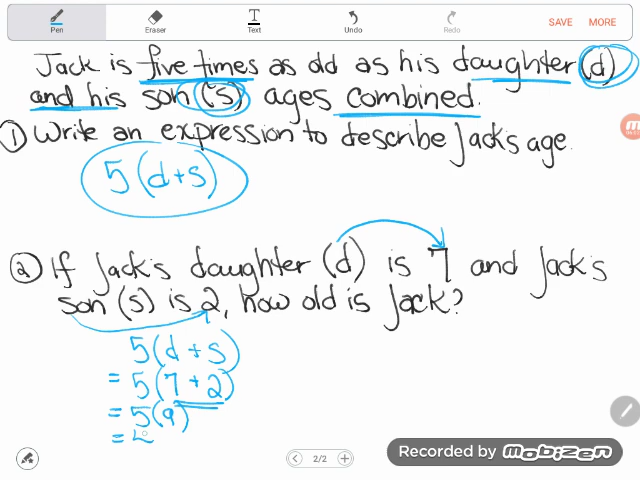 Pen
Eraser
Text
Undo
Redo
SAVE
MORE
Jack is five times as old as his daughter (d)
and his son (s) ages combined.
① Write an expression to describe Jack's age.
5(d+s)
② If Jack's daughter (d) is 7 and Jack's
son (s) is 2, how old is Jack?
5(d+s)
= 5(7+2)
= 5(9)
=
2/2
Recorded by mobizen